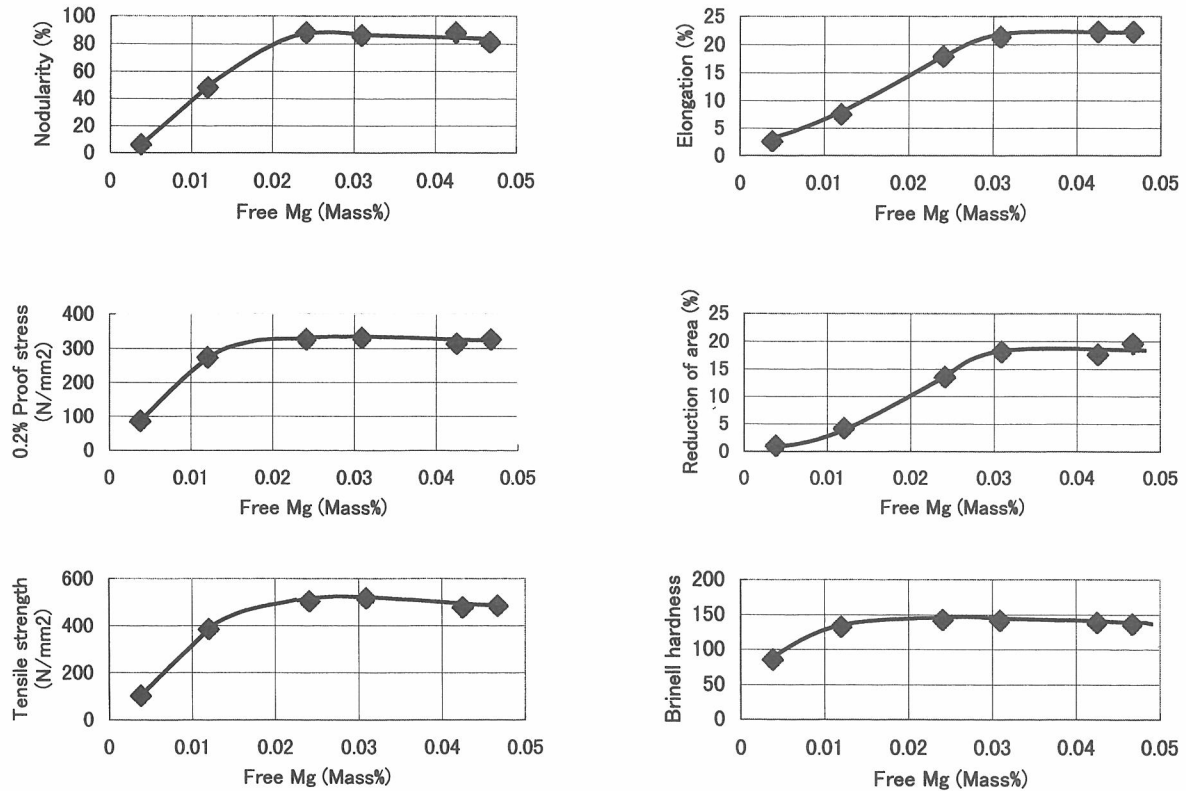 Nodularity (%)
100
80
60
40
20
0
0 0.01 0.02 0.03 0.04 0.05
Free Mg (Mass%)
Elongation (%)
25
20
15
10
5
0
0 0.01 0.02 0.03 0.04 0.05
Free Mg (Mass%)
0.2% Proof stress
(N/mm2)
400
300
200
100
0
0 0.01 0.02 0.03 0.04 0.05
Free Mg (Mass%)
Reduction of area (%)
25
20
15
10
5
0
0 0.01 0.02 0.03 0.04 0.05
Free Mg (Mass%)
Tensile strength
(N/mm2)
600
400
200
0
0 0.01 0.02 0.03 0.04 0.05
Free Mg (Mass%)
Brinell hardness
200
150
100
50
0
0 0.01 0.02 0.03 0.04 0.05
Free Mg (Mass%)